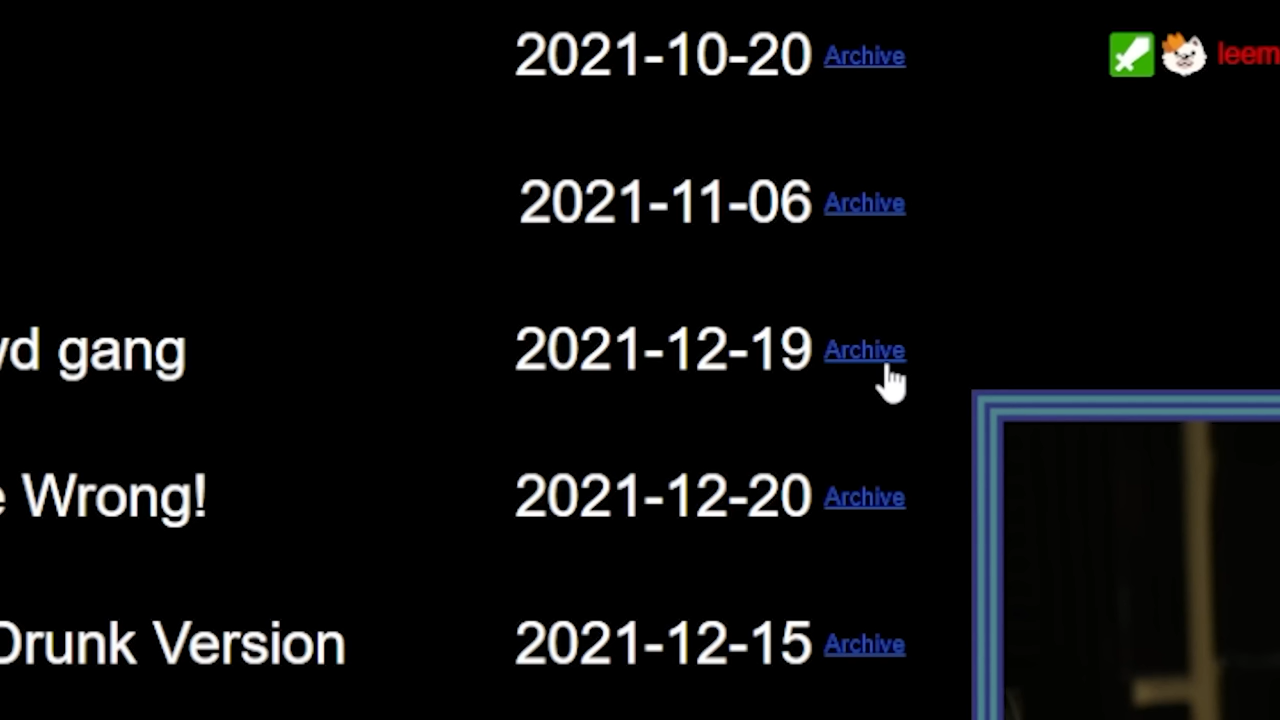 2021-10-20 Archive leem
2021-11-06 Archive
gang 2021-12-19 Archive
Wrong! 2021-12-20 Archive
Drunk Version 2021-12-15 Archive